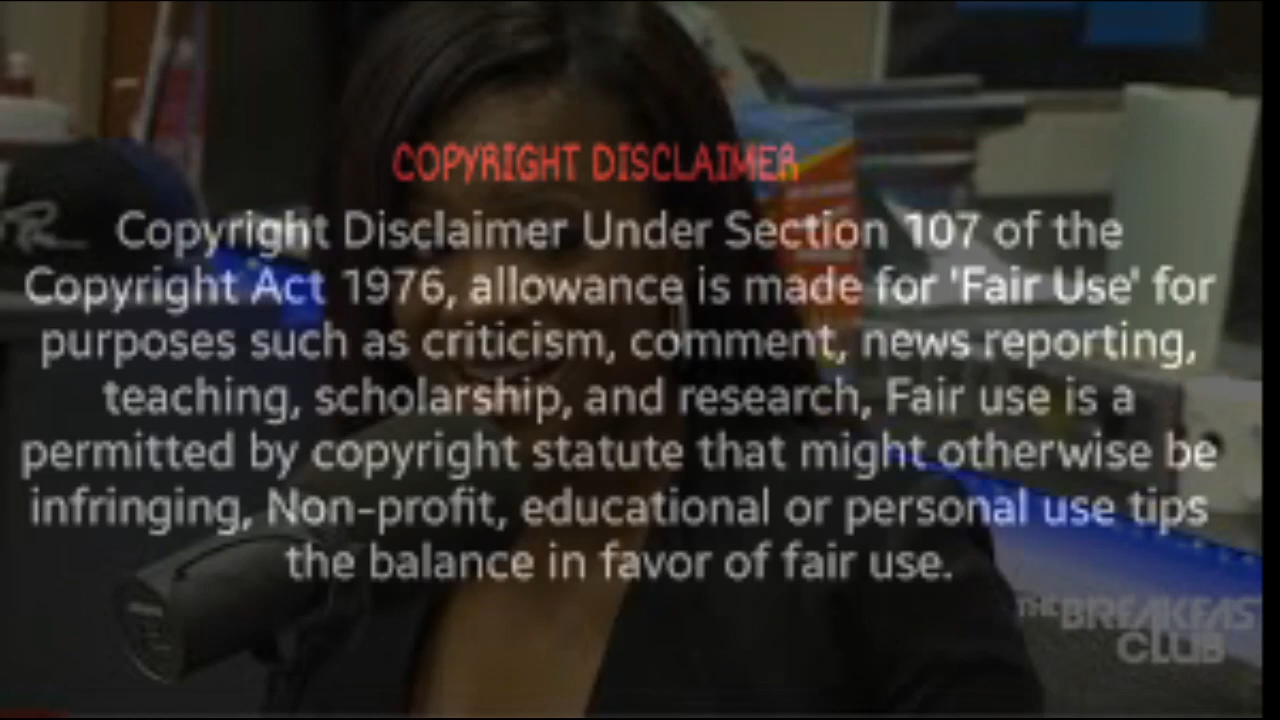 COPYRIGHT DISCLAIMER
Copyright Disclaimer Under Section 107 of the
Copyright Act 1976, allowance is made for 'Fair Use' for
purposes such as criticism, comment, news reporting,
teaching, scholarship, and research, Fair use is a
permitted by copyright statute that might otherwise be
infringing, Non-profit, educational or personal use tips
the balance in favor of fair use.
THE BREAKFAST
CLUB